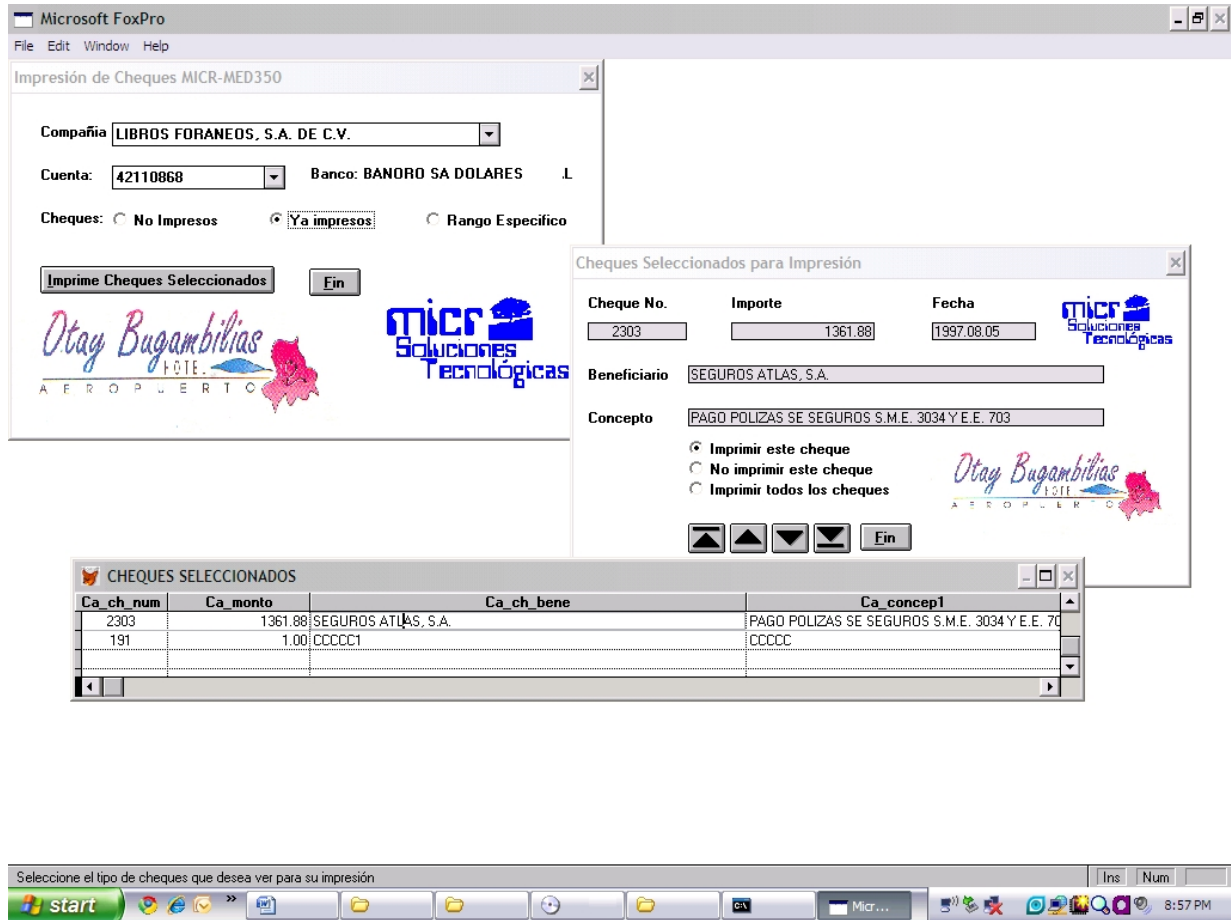 Microsoft FoxPro
File Edit Window Help
Impresión de Cheques MICR-MED350
Compañia LIBROS FORANEOS, S.A. DE C.V.
Cuenta: 42110868 Banco: BANORO SA DOLARES .L
Cheques: No Impresos Ya impresos Rango Especifico
Imprime Cheques Seleccionados Fin
Otay Bugambilias
HOTEL
AEROPUERTO
micr
Soluciones
Tecnológicas
Cheques Seleccionados para Impresión
Cheque No. Importe Fecha
2303 1361.88 1997.08.05
micr
Soluciones
Tecnológicas
Beneficiario SEGUROS ATLAS, S.A.
Concepto PAGO POLIZAS SE SEGUROS S.M.E. 3034 Y E.E. 703
Imprimir este cheque
No imprimir este cheque
Imprimir todos los cheques
Otay Bugambilias
HOTEL
AEROPUERTO
Fin
CHEQUES SELECCIONADOS
Ca_ch_num Ca_monto Ca_ch_bene Ca_concep1
2303 1361.88 SEGUROS ATLAS, S.A. PAGO POLIZAS SE SEGUROS S.M.E. 3034 Y E.E. 70
191 1.00 CCCCC1 CCCCC
Seleccione el tipo de cheques que desea ver para su impresión Ins Num
start » C:\ Micr... 8:57 PM